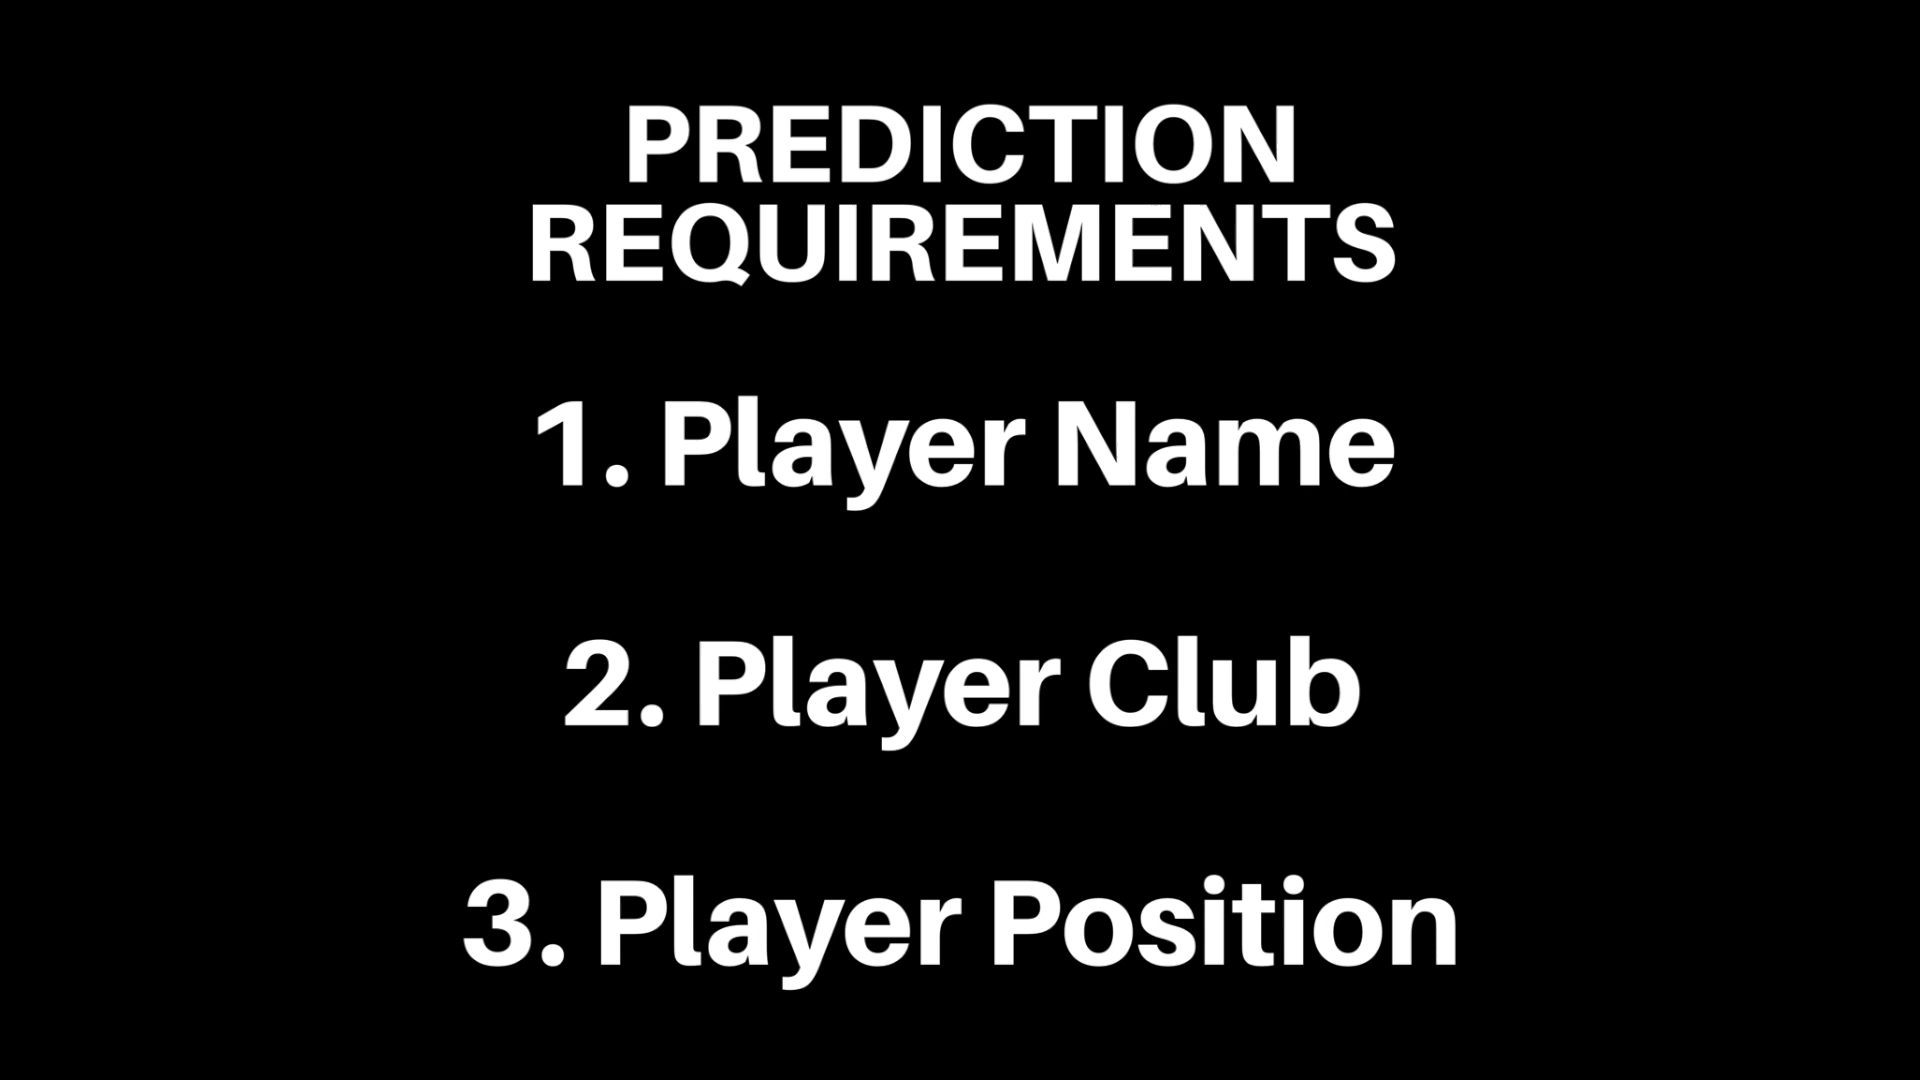 PREDICTION
REQUIREMENTS
1. Player Name
2. Player Club
3. Player Position